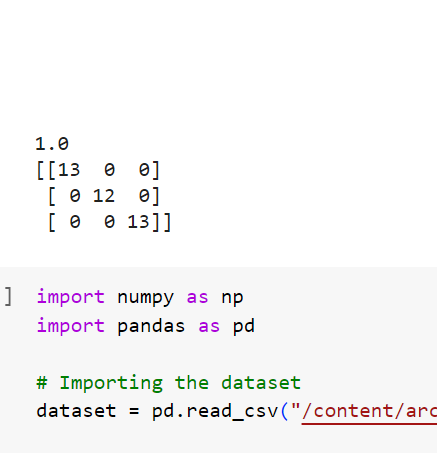 1.0
[[13  0  0]
 [ 0 12  0]
 [ 0  0 13]]
] import numpy as np
import pandas as pd
# Importing the dataset
dataset = pd.read_csv("/content/arc